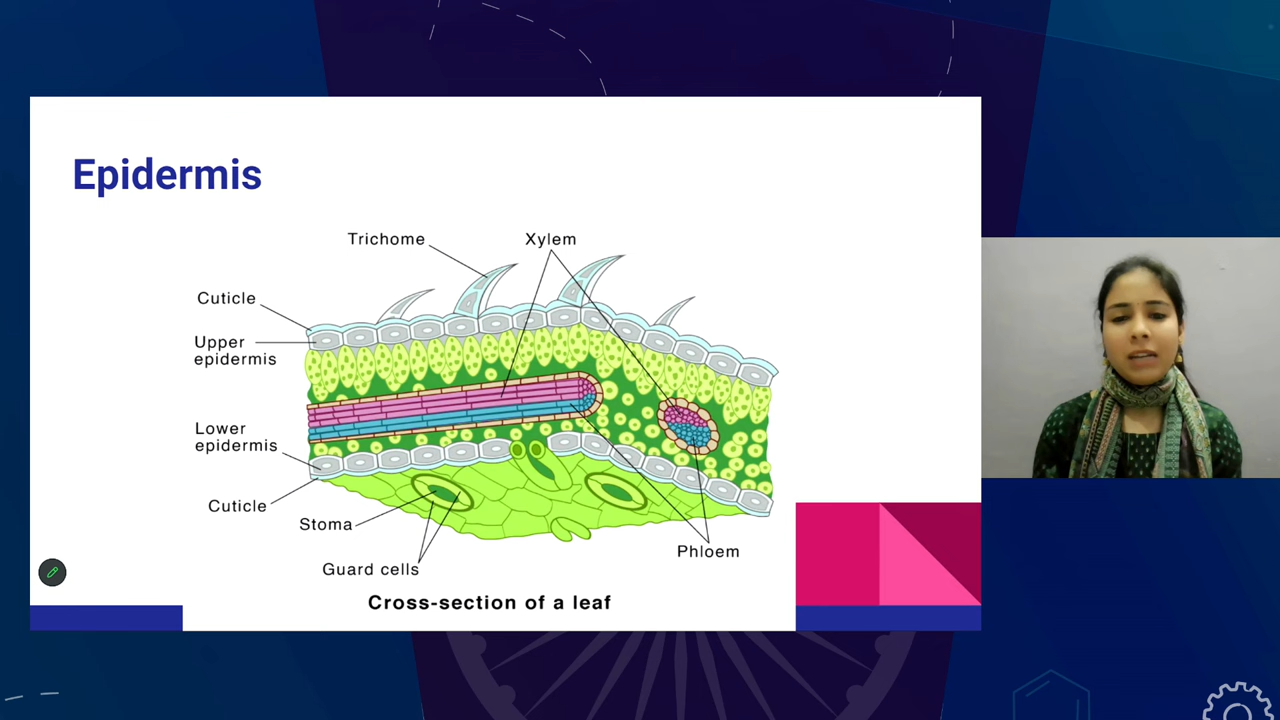 Epidermis
Trichome
Xylem
Cuticle
Upper
epidermis
Lower
epidermis
Cuticle
Stoma
Guard cells
Phloem
Cross-section of a leaf